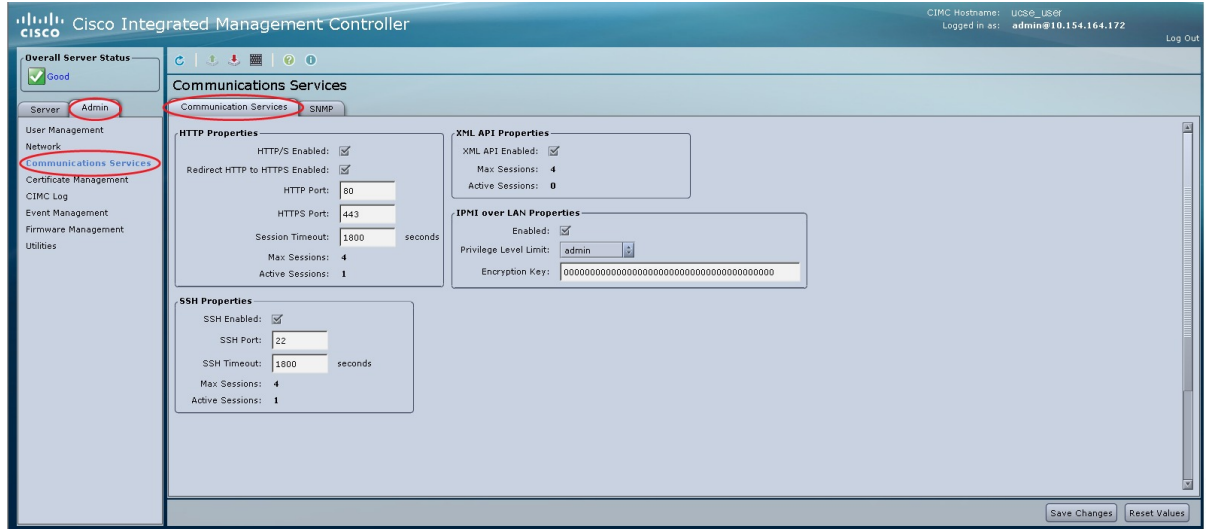 CISCO Cisco Integrated Management Controller
CIMC Hostname: ucse_user
Logged in as: admin@10.154.164.172
Log Out
Overall Server Status
Good
Server Admin
User Management
Network
Communications Services
Certificate Management
CIMC Log
Event Management
Firmware Management
Utilities
Communications Services
Communication Services SNMP
HTTP Properties
HTTP/S Enabled:
Redirect HTTP to HTTPS Enabled:
HTTP Port: 80
HTTPS Port: 443
Session Timeout: 1800 seconds
Max Sessions: 4
Active Sessions: 1
SSH Properties
SSH Enabled:
SSH Port: 22
SSH Timeout: 1800 seconds
Max Sessions: 4
Active Sessions: 1
XML API Properties
XML API Enabled:
Max Sessions: 4
Active Sessions: 0
IPMI over LAN Properties
Enabled:
Privilege Level Limit: admin
Encryption Key: 0000000000000000000000000000000000000000
Save Changes Reset Values